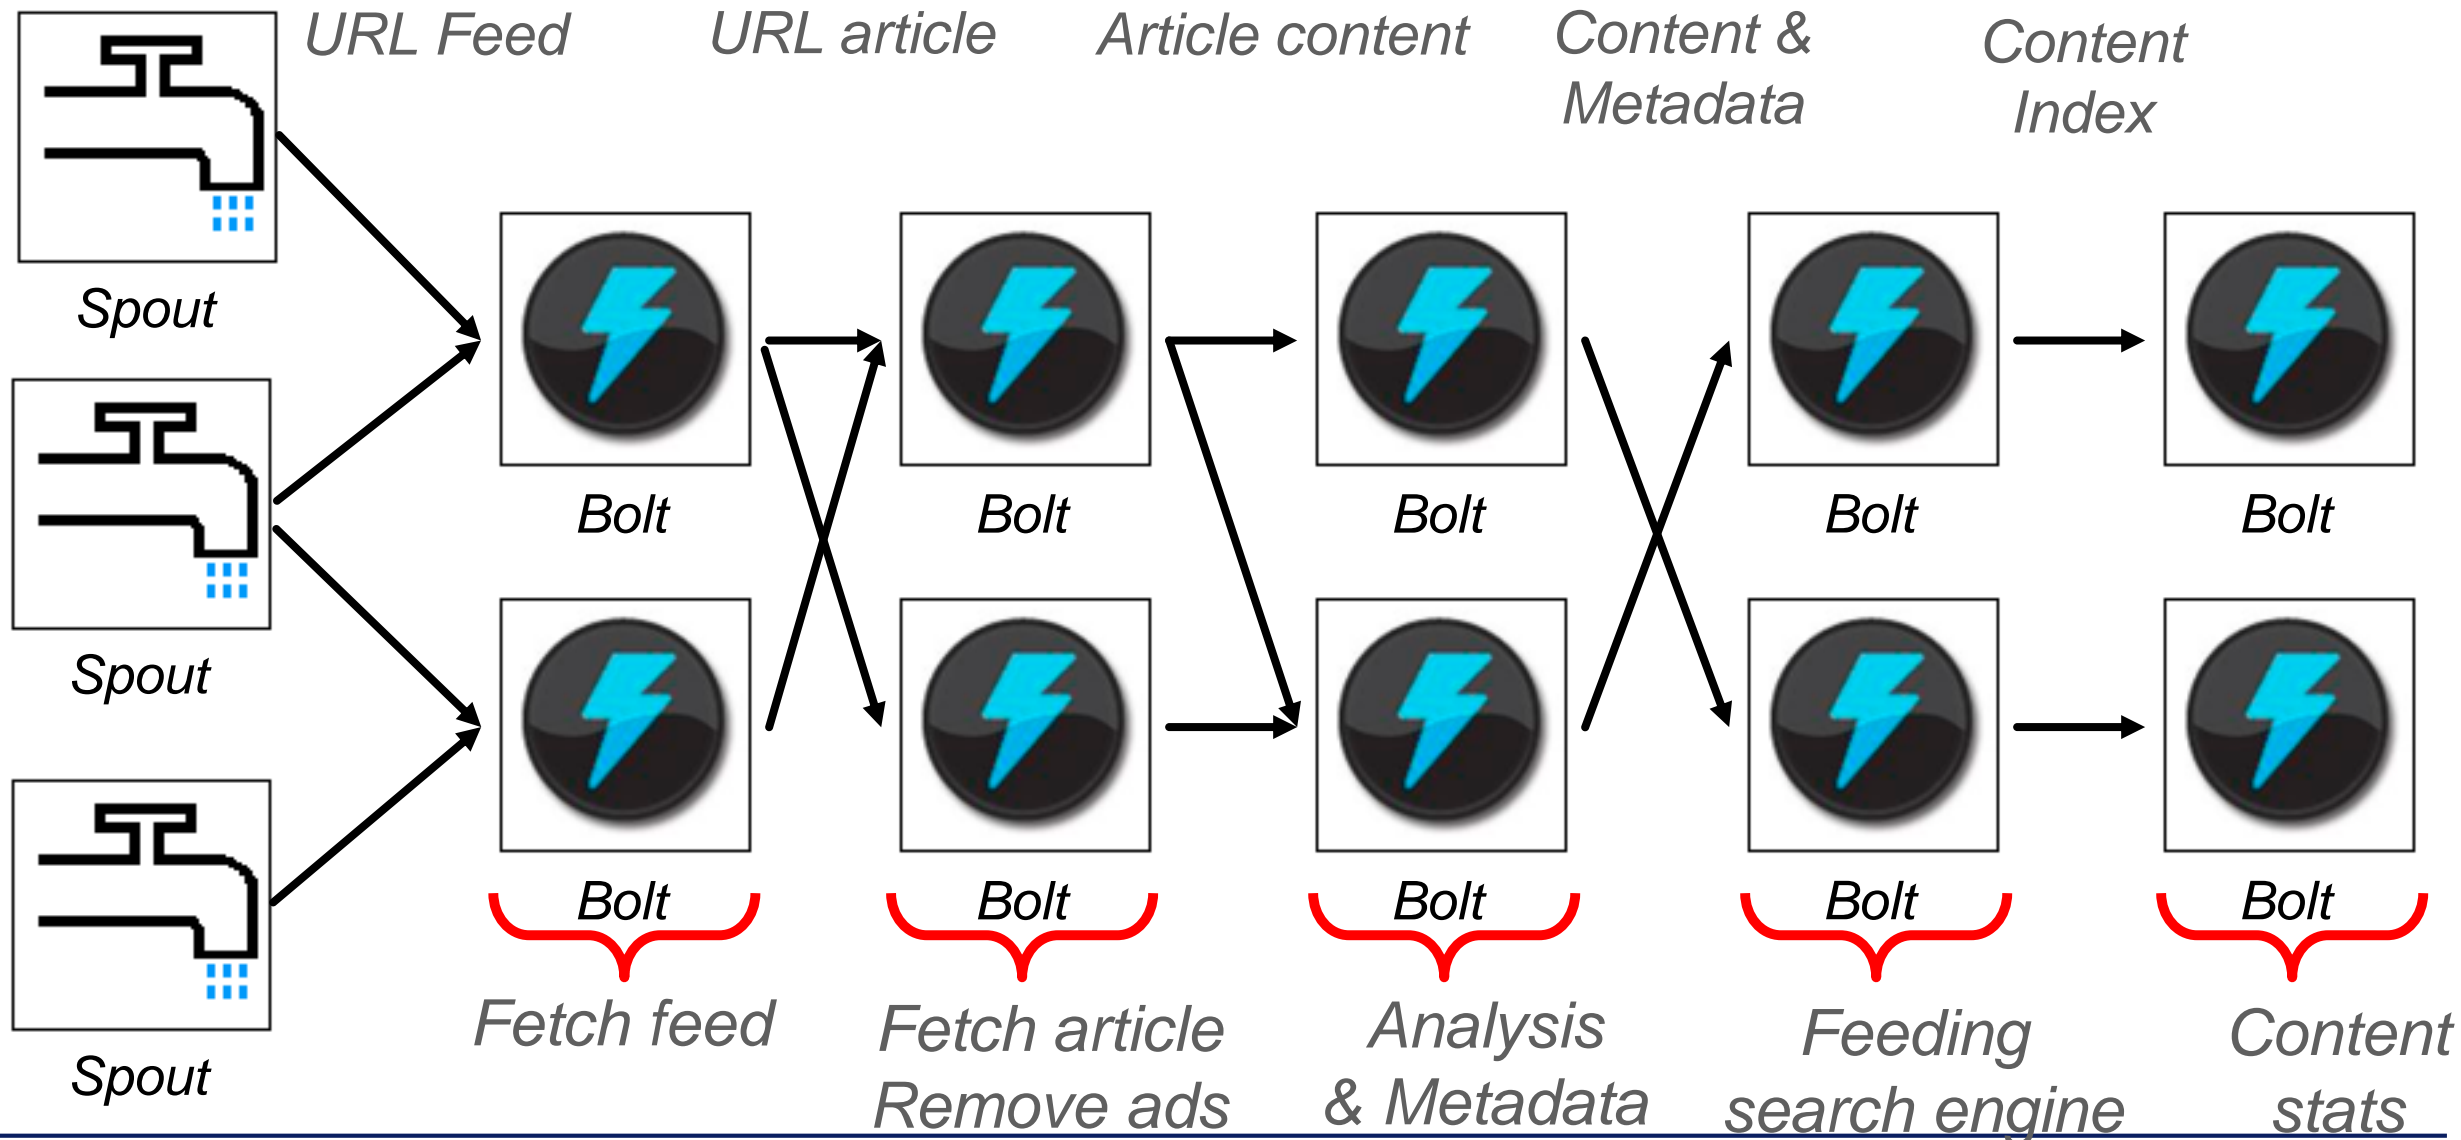 URL Feed
URL article
Article content
Content &
Metadata
Content
Index
Spout
Spout
Spout
Bolt
Bolt
Bolt
Bolt
Bolt
Bolt
Bolt
Bolt
Bolt
Bolt
Fetch feed
Fetch article
Remove ads
Analysis
& Metadata
Feeding
search engine
Content
stats